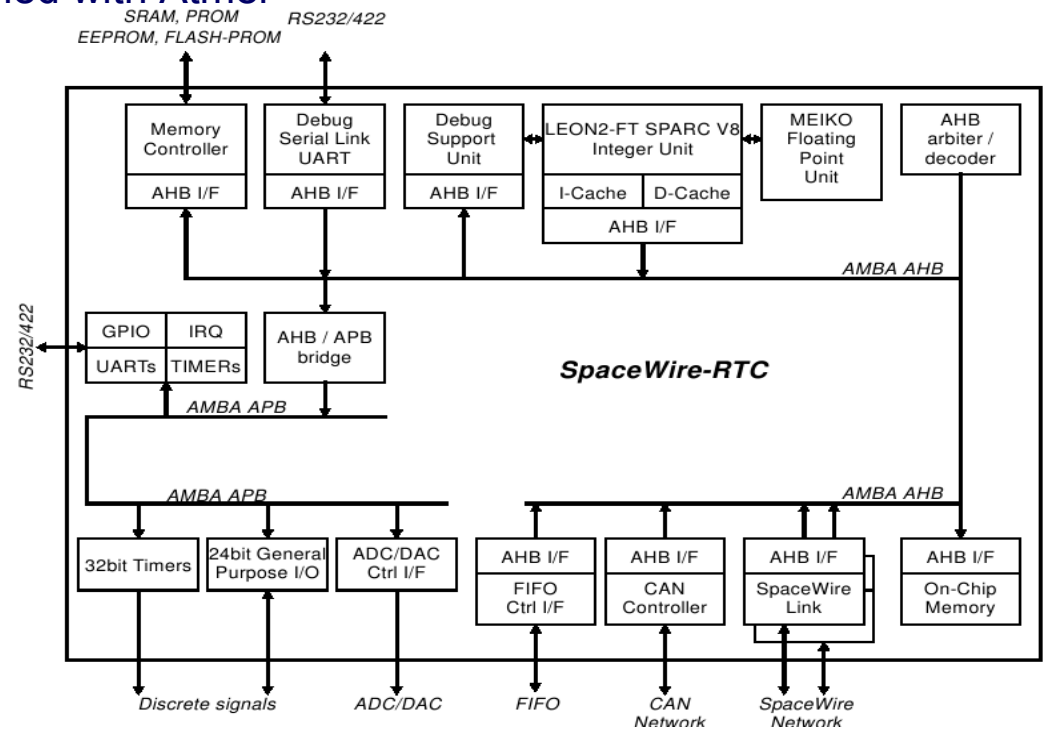 SRAM, PROM
EEPROM, FLASH-PROM
RS232/422
Memory
Controller
AHB I/F
Debug
Serial Link
UART
AHB I/F
Debug
Support
Unit
AHB I/F
LEON2-FT SPARC V8
Integer Unit
I-Cache
D-Cache
AHB I/F
MEIKO
Floating
Point
Unit
AHB
arbiter /
decoder
AMBA AHB
RS232/422
GPIO
IRQ
UARTs
TIMERs
AHB / APB
bridge
SpaceWire-RTC
AMBA APB
AMBA APB
AMBA AHB
32bit Timers
24bit General
Purpose I/O
ADC/DAC
Ctrl I/F
AHB I/F
FIFO
Ctrl I/F
AHB I/F
CAN
Controller
AHB I/F
SpaceWire
Link
AHB I/F
On-Chip
Memory
Discrete signals
ADC/DAC
FIFO
CAN
Network
SpaceWire
Network